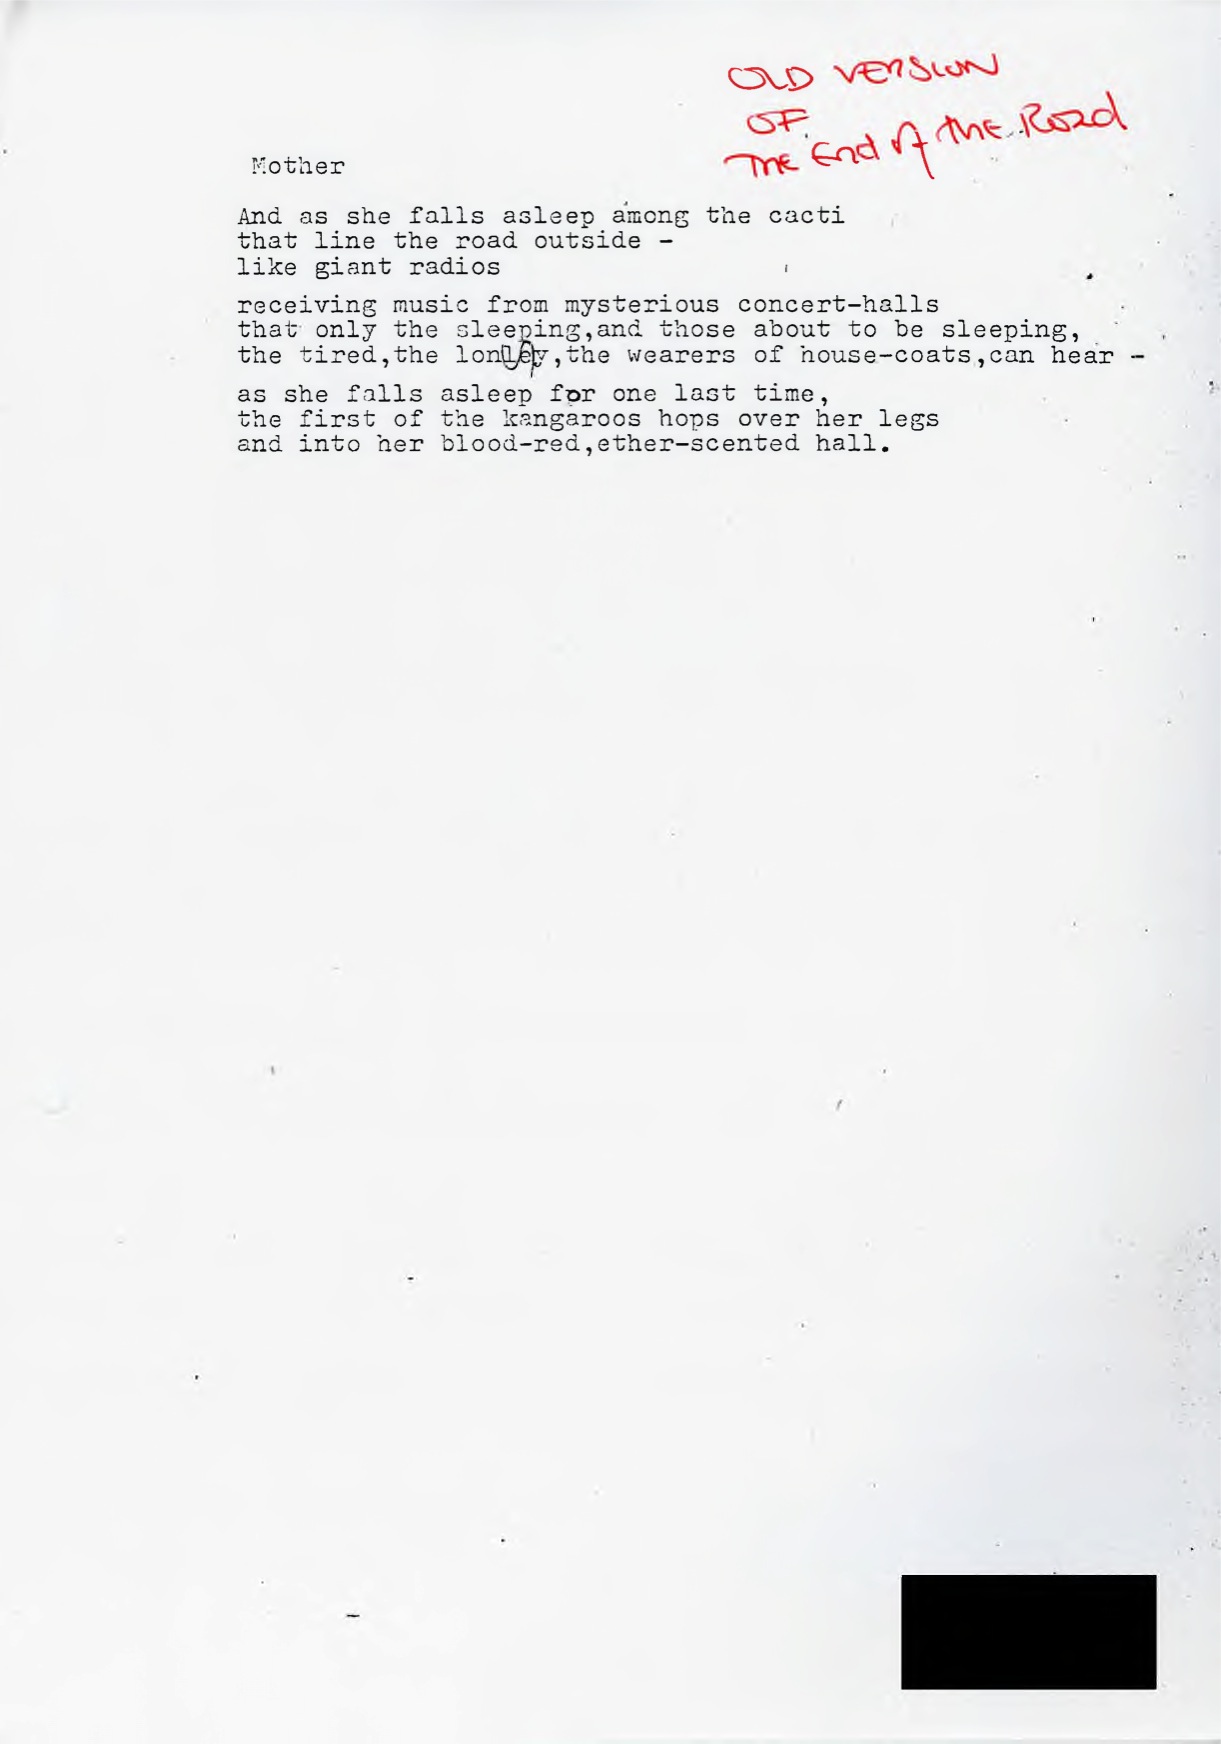 OLD VERSION
OF
The End of the Road
Mother
And as she falls asleep among the cacti
that line the road outside -
like giant radios
receiving music from mysterious concert-halls
that only the sleeping,and those about to be sleeping,
the tired,the lonely,the wearers of house-coats,can hear -
as she falls asleep for one last time,
the first of the kangaroos hops over her legs
and into her blood-red,ether-scented hall.